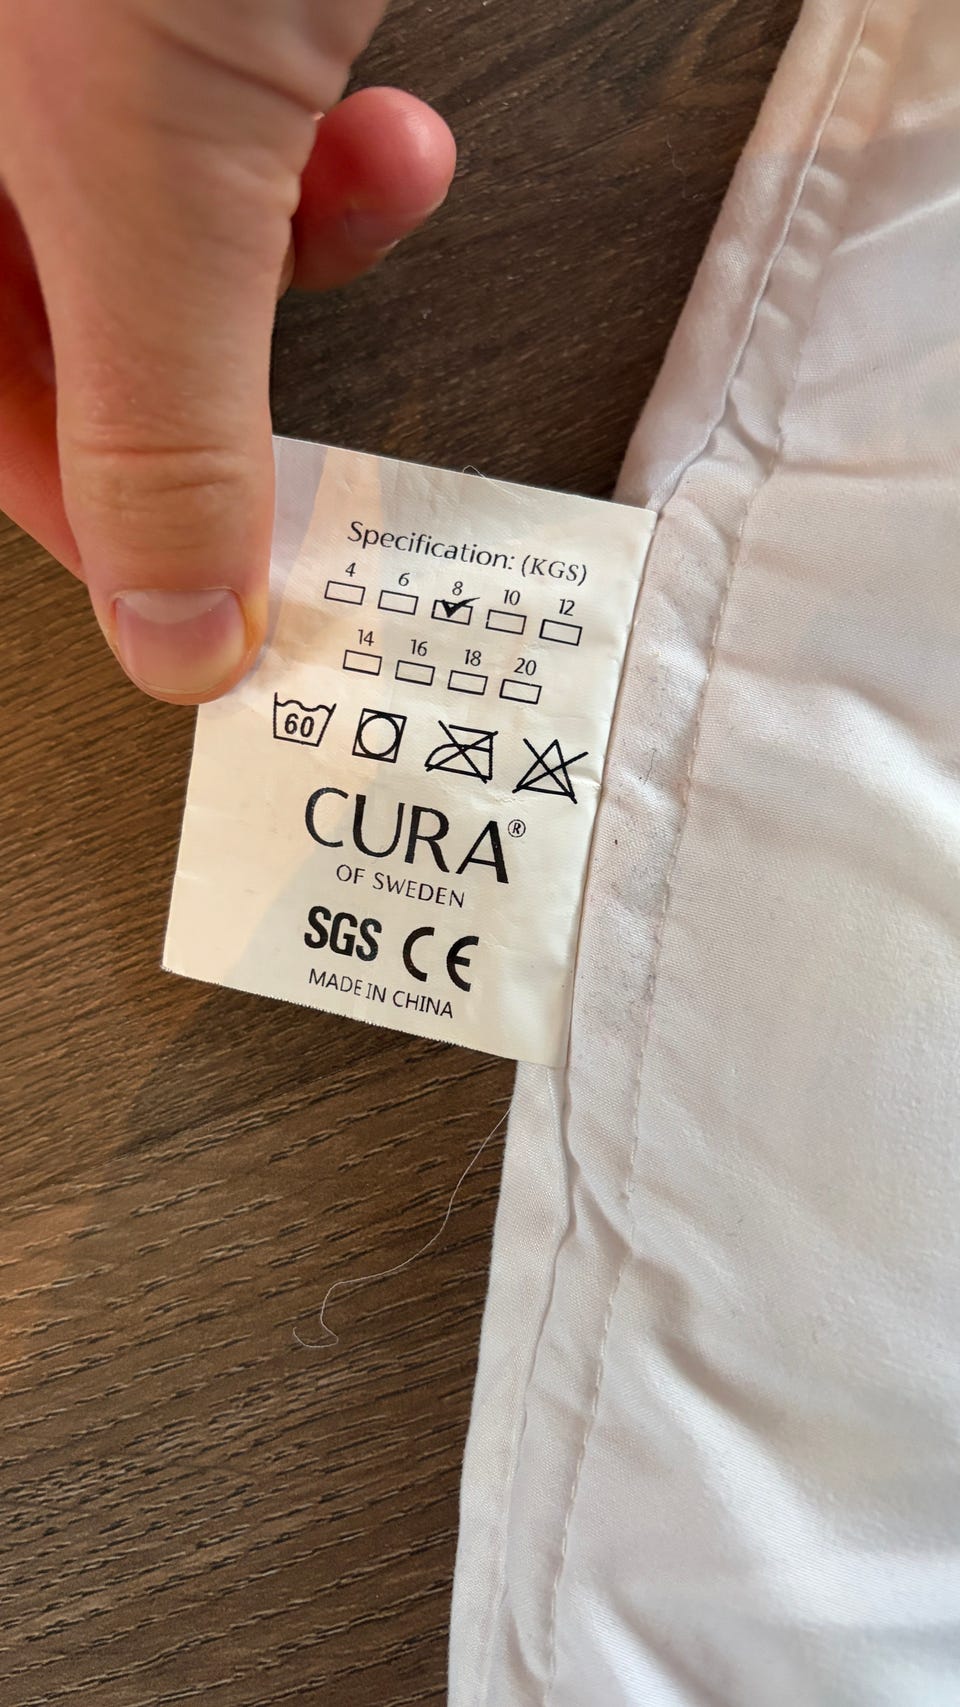 Specification: (KGS)
4 6 8 10 12
14 16 18 20
60
CURA®
OF SWEDEN
SGS CE
MADE IN CHINA